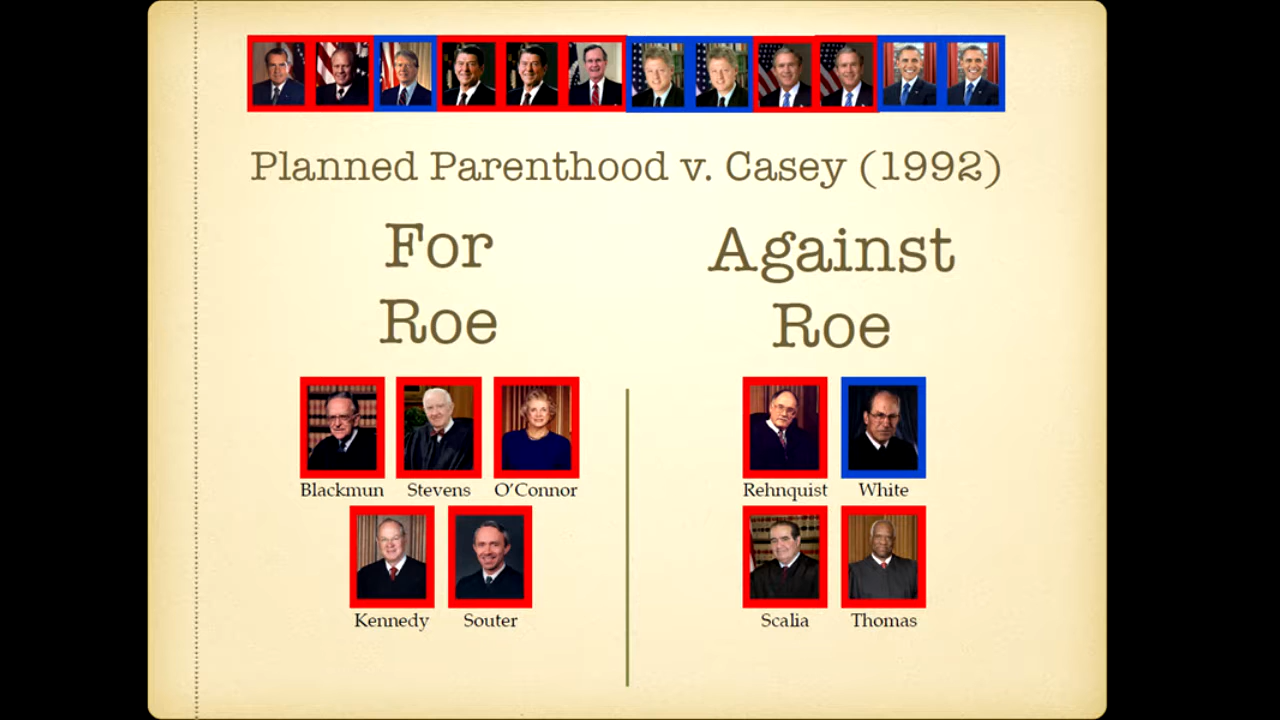 Planned Parenthood v. Casey (1992)
For
Roe
Against
Roe
Blackmun Stevens O’Connor
Kennedy Souter
Rehnquist White
Scalia Thomas